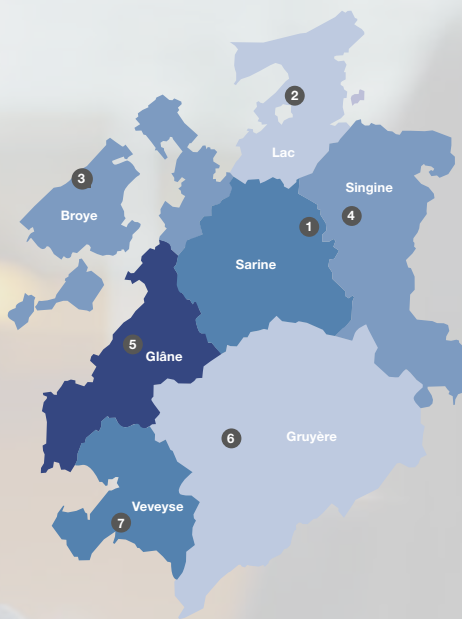 2
Lac
3
Singine
Broye
4
1
Sarine
5
Glâne
6
Gruyère
Veveyse
7